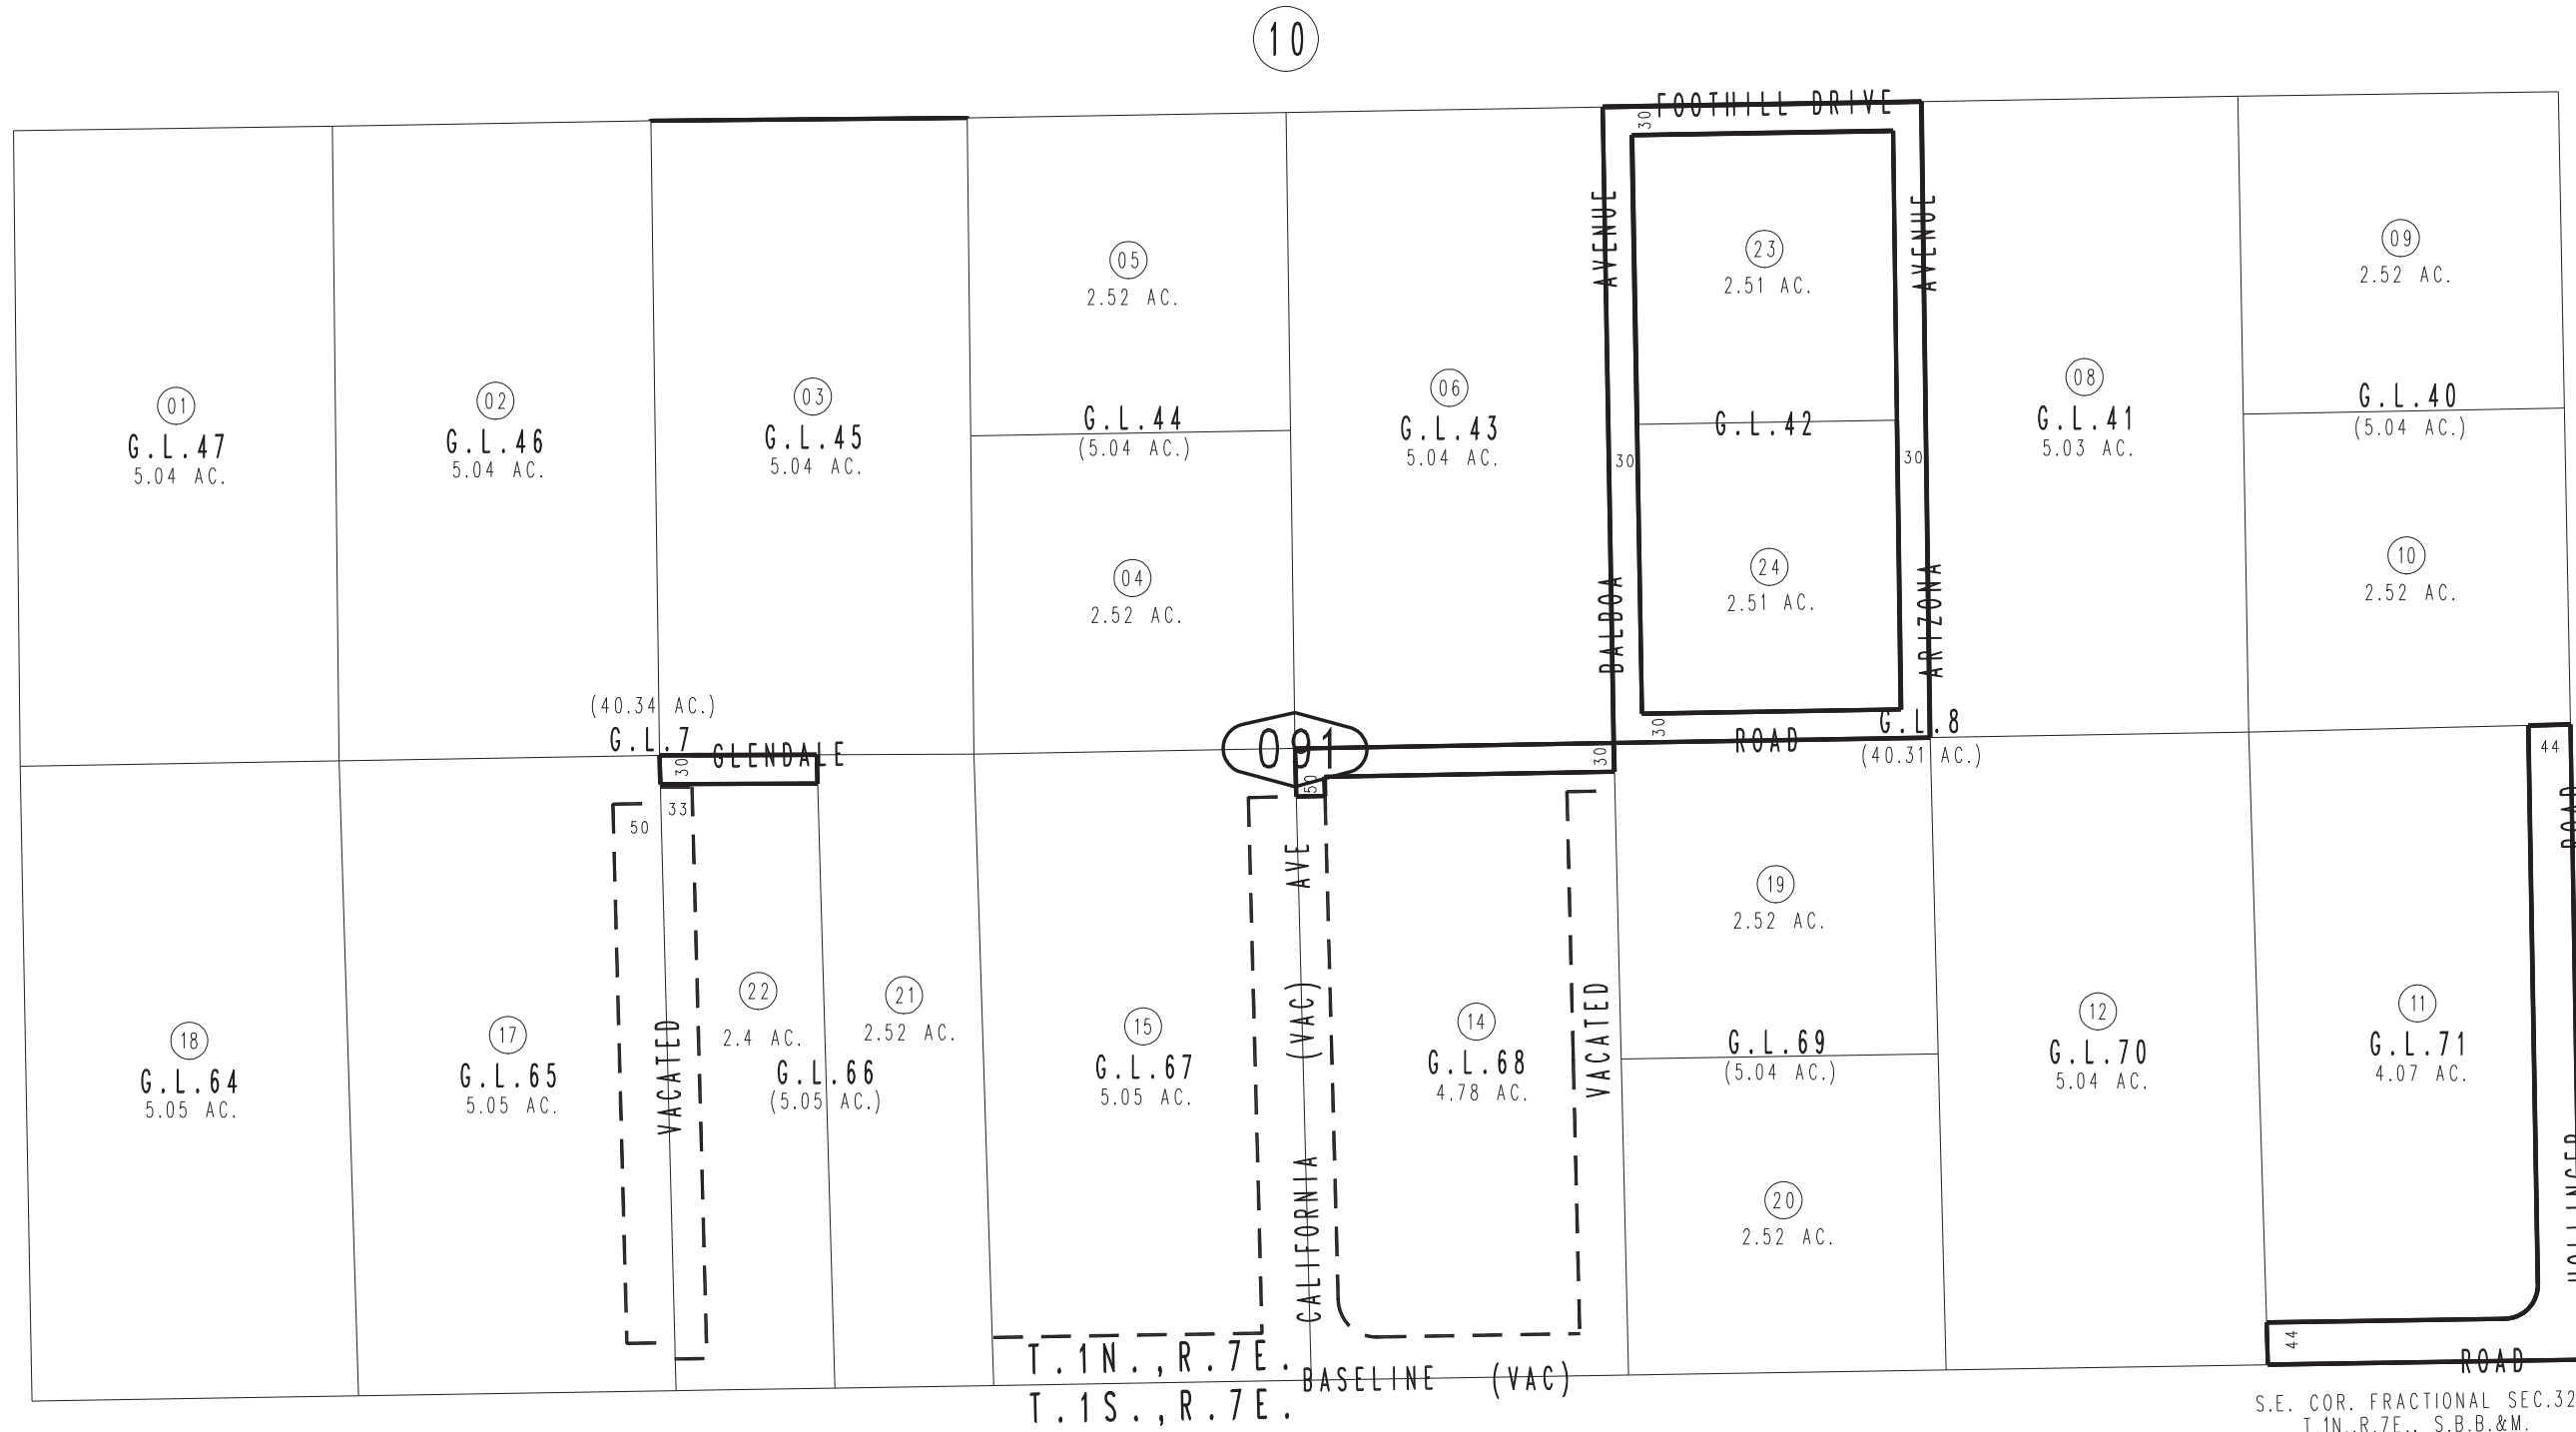 10
FOOTHILL DRIVE
30
AVENUE
AVENUE
23
2.51 AC.
05
2.52 AC.
09
2.52 AC.
01
G.L.47
5.04 AC.
02
G.L.46
5.04 AC.
03
G.L.45
5.04 AC.
G.L.44
(5.04 AC.)
06
G.L.43
5.04 AC.
30
G.L.42
30
08
G.L.41
5.03 AC.
G.L.40
(5.04 AC.)
04
2.52 AC.
BALBOA
24
2.51 AC.
ARIZONA
10
2.52 AC.
(40.34 AC.)
G.L.7
GLENDALE
30
091
50
30
30
ROAD
G.L.8
(40.31 AC.)
44
ROAD
33
50
AVE
19
2.52 AC.
18
G.L.64
5.05 AC.
17
G.L.65
5.05 AC.
VACATED
22
2.4 AC.
21
2.52 AC.
G.L.66
(5.05 AC.)
15
G.L.67
5.05 AC.
(VAC)
14
G.L.68
4.78 AC.
VACATED
G.L.69
(5.04 AC.)
12
G.L.70
5.04 AC.
11
G.L.71
4.07 AC.
CALIFORNIA
20
2.52 AC.
44
T.1N.,R.7E.
BASELINE (VAC)
ROAD
T.1S.,R.7E.
S.E. COR. FRACTIONAL SEC.32
T.1N.,R.7E., S.B.B.&M.